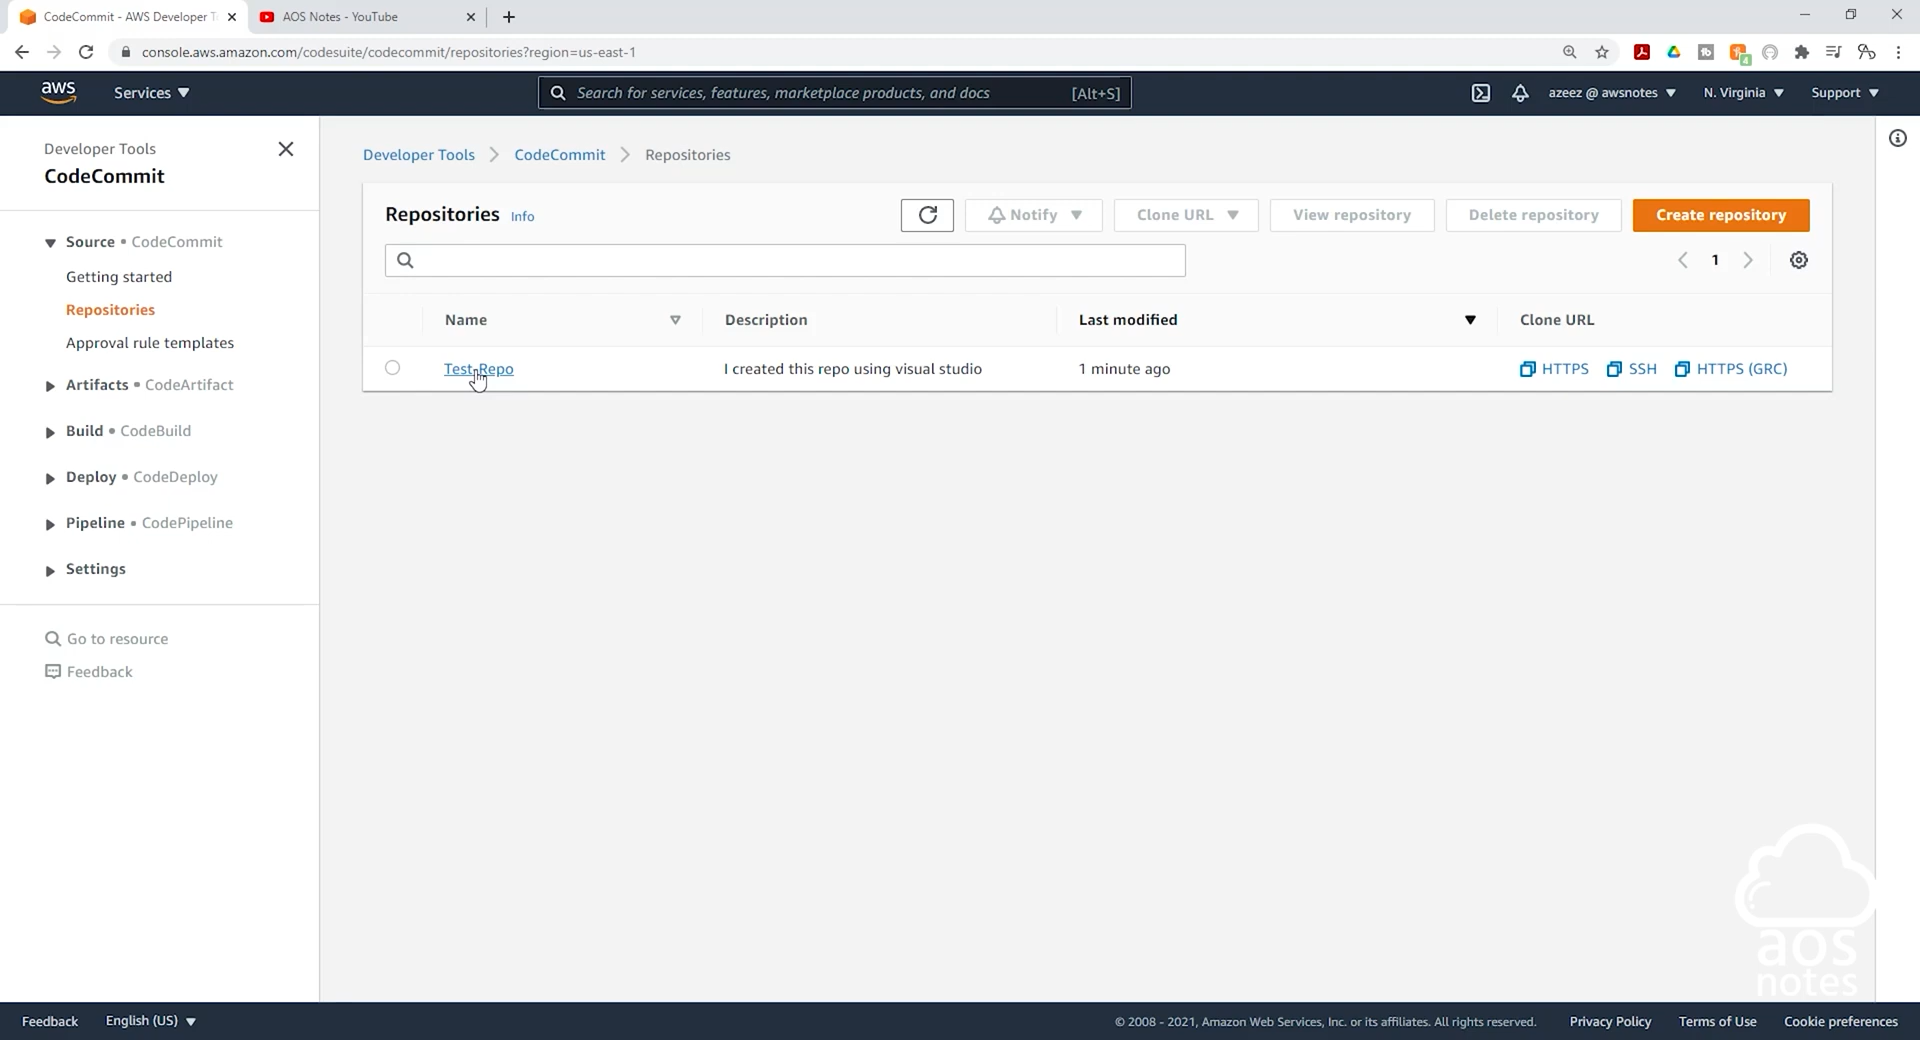 CodeCommit - AWS Developer T
AOS Notes - YouTube
console.aws.amazon.com/codesuite/codecommit/repositories?region=us-east-1
aws
Services
Search for services, features, marketplace products, and docs [Alt+S]
azeez @ awsnotes
N. Virginia
Support
Developer Tools
CodeCommit
Source • CodeCommit
Getting started
Repositories
Approval rule templates
Artifacts • CodeArtifact
Build • CodeBuild
Deploy • CodeDeploy
Pipeline • CodePipeline
Settings
Go to resource
Feedback
Developer Tools > CodeCommit > Repositories
Repositories Info
Notify
Clone URL
View repository
Delete repository
Create repository
1
Name Description Last modified Clone URL
Test-Repo I created this repo using visual studio 1 minute ago HTTPS SSH HTTPS (GRC)
aos
notes
Feedback English (US) © 2008 - 2021, Amazon Web Services, Inc. or its affiliates. All rights reserved. Privacy Policy Terms of Use Cookie preferences